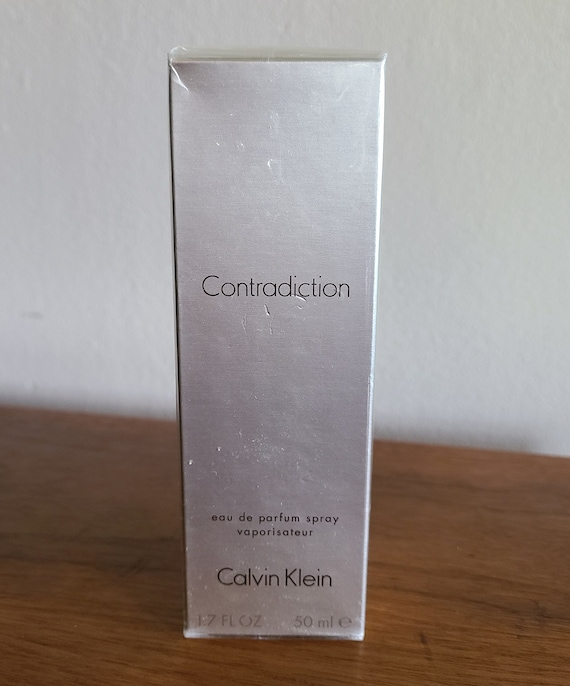 Contradiction
eau de parfum spray
vaporisateur
Calvin Klein
1.7 FL OZ 50 ml ℮